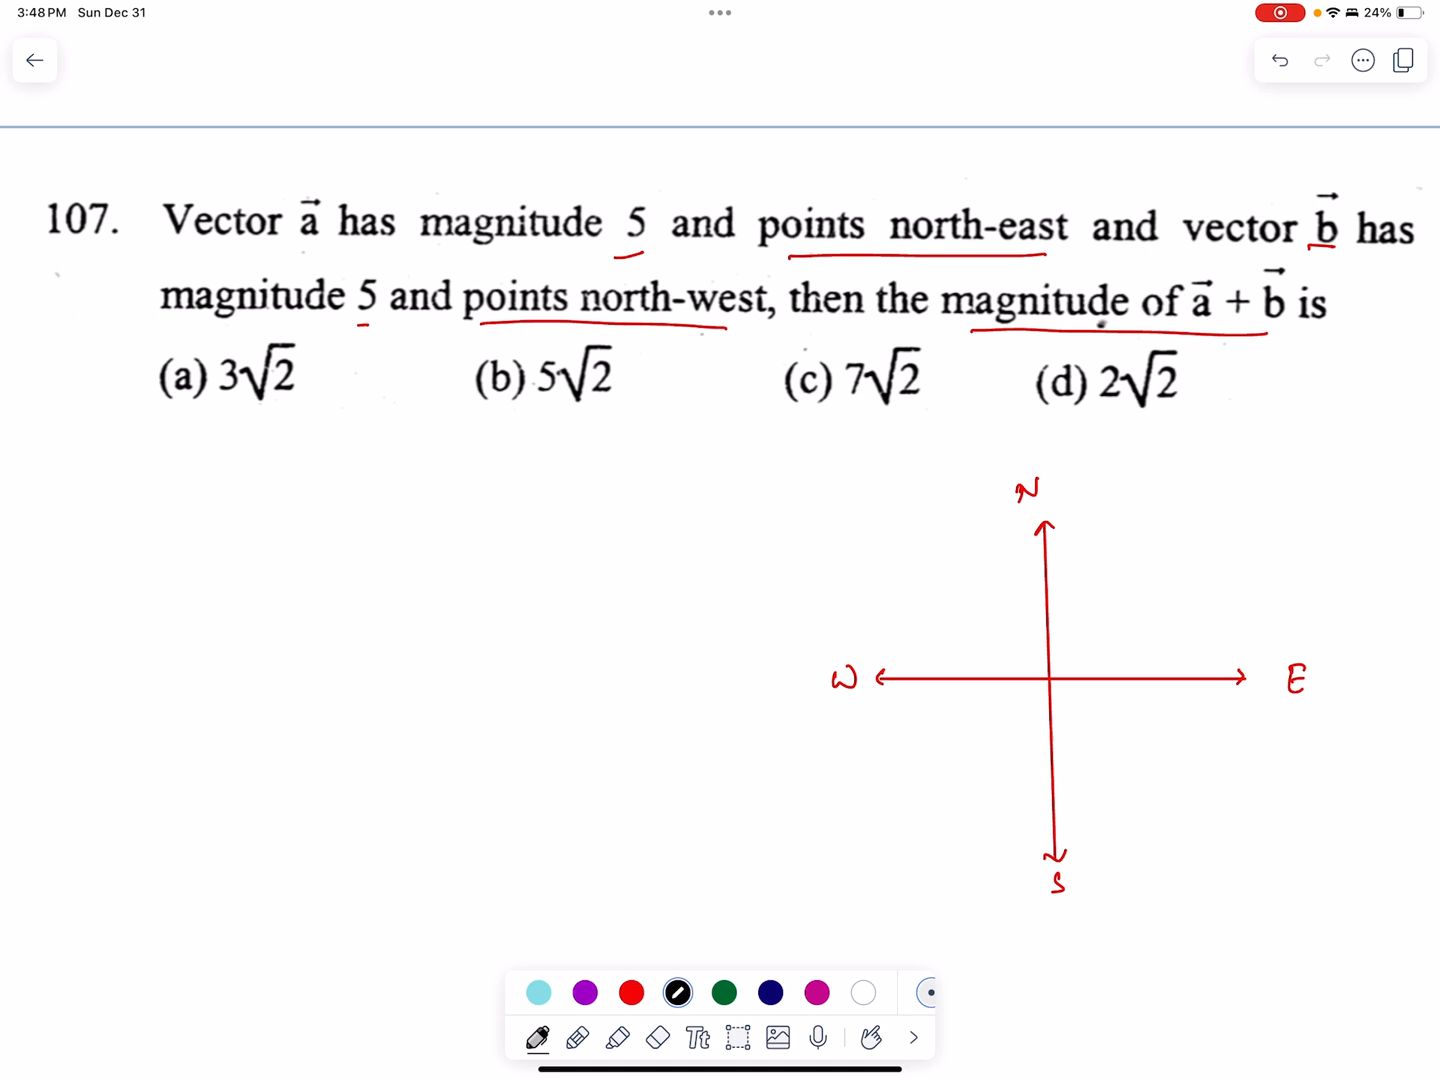 3:48 PM Sun Dec 31
24%
107. Vector a⃗ has magnitude 5 and points north-east and vector b⃗ has
magnitude 5 and points north-west, then the magnitude of a⃗ + b⃗ is
(a) 3√2 (b) 5√2 (c) 7√2 (d) 2√2
N
W E
S
Tt